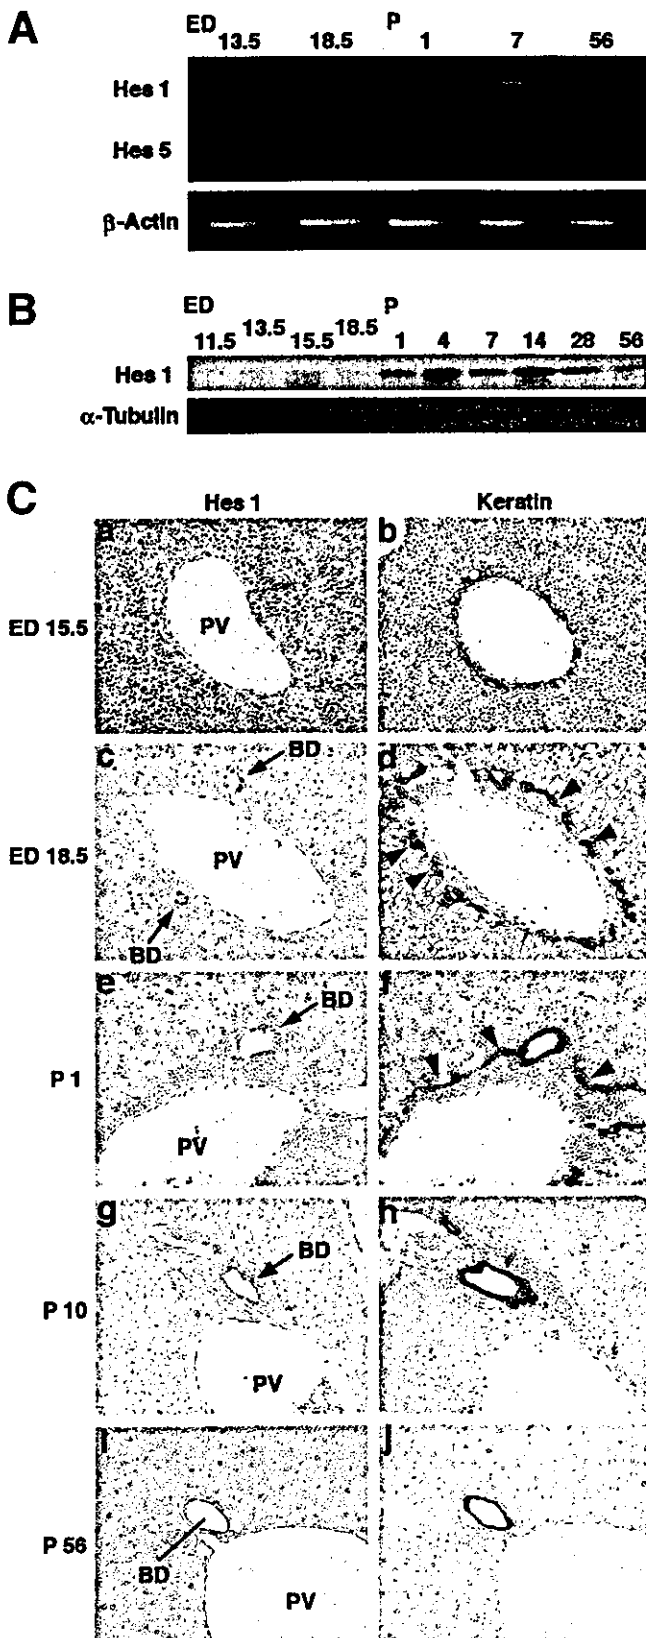 A
ED P
13.5 18.5 1 7 56
Hes 1
Hes 5
β-Actin
B
ED P
11.5 13.5 15.5 18.5 1 4 7 14 28 56
Hes 1
α-Tubulin
C
Hes 1 Keratin
a b
ED 15.5 PV
c d
BD
ED 18.5 PV
BD
e f
BD
P 1
PV
g h
BD
P 10
PV
i j
P 56
BD
PV